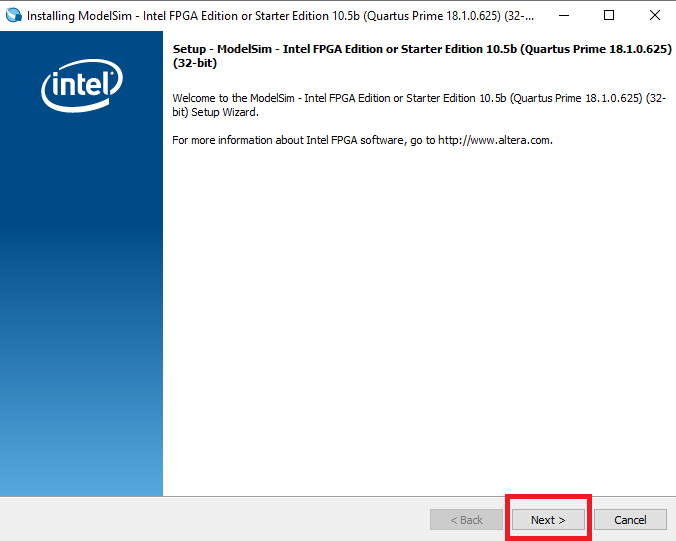 Installing ModelSim - Intel FPGA Edition or Starter Edition 10.5b (Quartus Prime 18.1.0.625) (32-...
intel
Setup - ModelSim - Intel FPGA Edition or Starter Edition 10.5b (Quartus Prime 18.1.0.625)
(32-bit)
Welcome to the ModelSim - Intel FPGA Edition or Starter Edition 10.5b (Quartus Prime 18.1.0.625) (32-
bit) Setup Wizard.
For more information about Intel FPGA software, go to http://www.altera.com.
< Back
Next >
Cancel